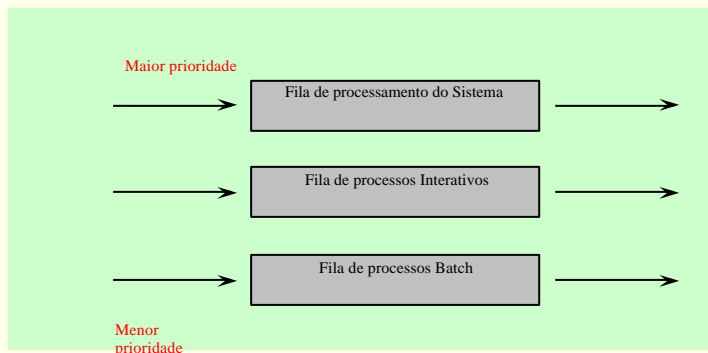 Maior prioridade
Fila de processamento do Sistema
Fila de processos Interativos
Fila de processos Batch
Menor
prioridade